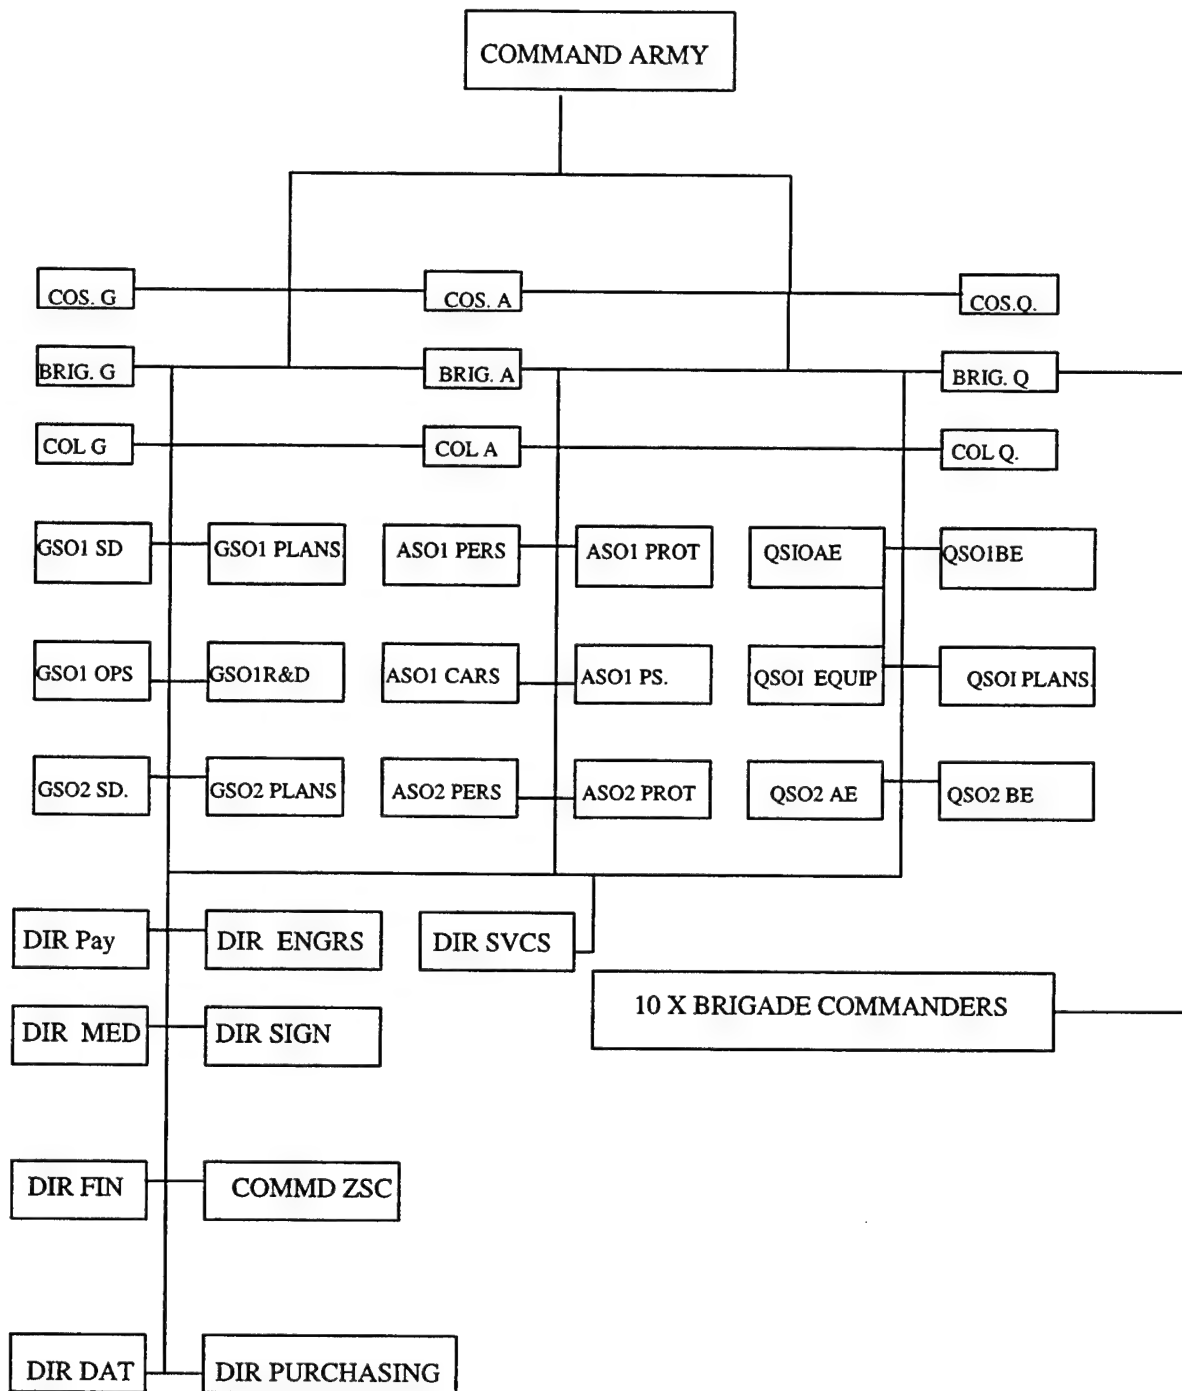 COMMAND ARMY
COS. G
COS. A
COS.Q.
BRIG. G
BRIG. A
BRIG. Q
COL G
COL A
COL Q.
GSO1 SD
GSO1 PLANS
ASO1 PERS
ASO1 PROT
QSIOAE
QSO1BE
GSO1 OPS
GSO1R&D
ASO1 CARS
ASO1 PS.
QSOI EQUIP
QSOI PLANS.
GSO2 SD.
GSO2 PLANS
ASO2 PERS
ASO2 PROT
QSO2 AE
QSO2 BE
DIR Pay
DIR ENGRS
DIR SVCS
10 X BRIGADE COMMANDERS
DIR MED
DIR SIGN
DIR FIN
COMMD ZSC
DIR DAT
DIR PURCHASING